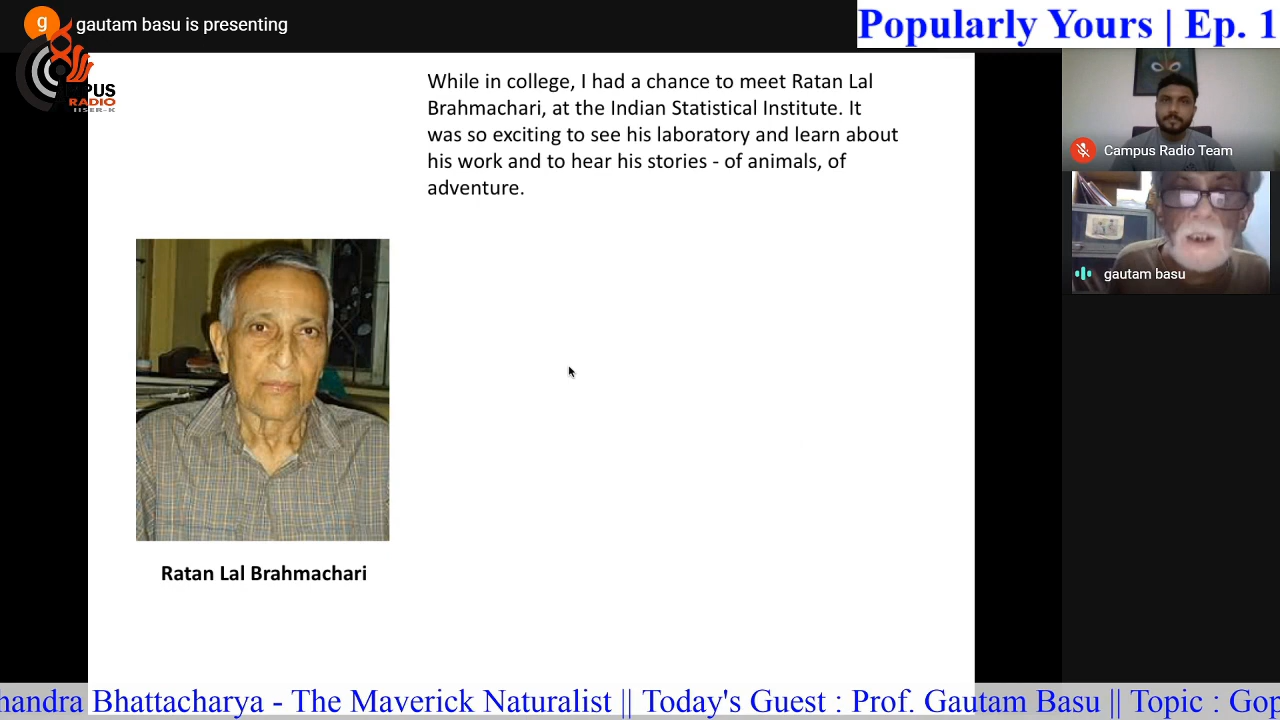 g
gautam basu is presenting
Popularly Yours | Ep. 1
PUS
RADIO
IISER-K
While in college, I had a chance to meet Ratan Lal
Brahmachari, at the Indian Statistical Institute. It
was so exciting to see his laboratory and learn about
his work and to hear his stories - of animals, of
adventure.
Campus Radio Team
gautam basu
Ratan Lal Brahmachari
handra Bhattacharya - The Maverick Naturalist || Today's Guest : Prof. Gautam Basu || Topic : Gop